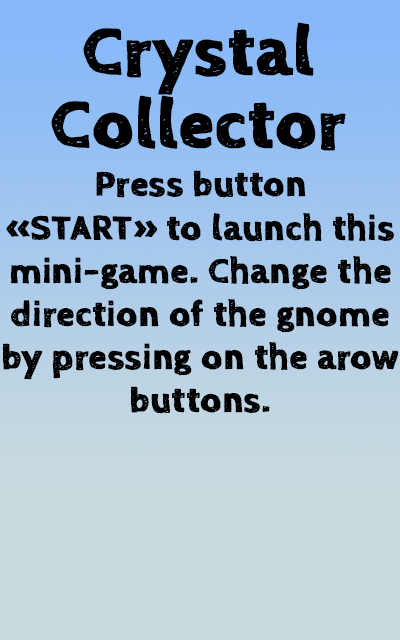 Crystal
Collector
Press button
«START» to launch this
mini-game. Change the
direction of the gnome
by pressing on the arow
buttons.